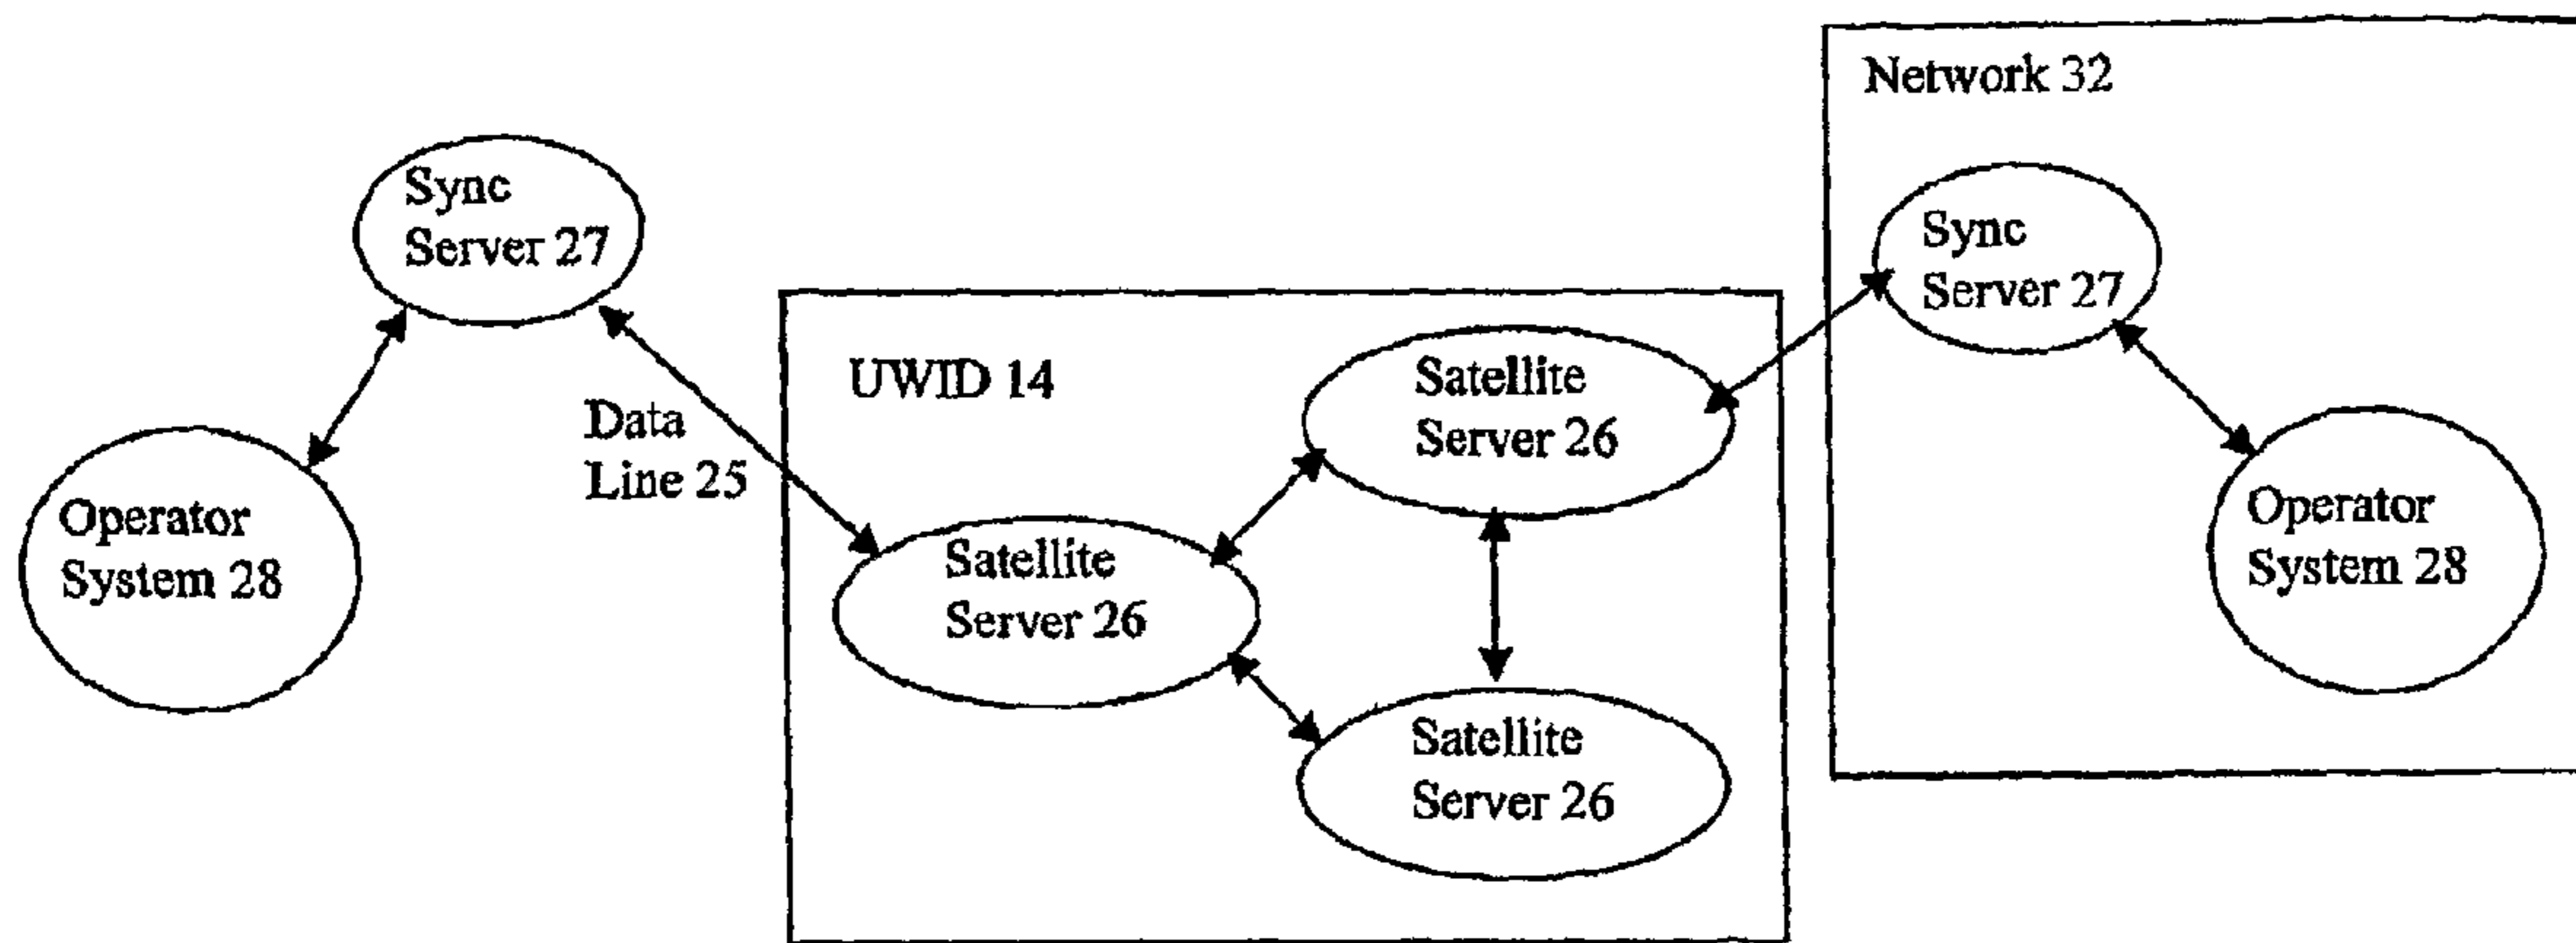 Network 32
Sync
Server 27
Sync
Server 27
UWID 14
Satellite
Server 26
Data
Line 25
Operator
System 28
Operator
System 28
Satellite
Server 26
Satellite
Server 26